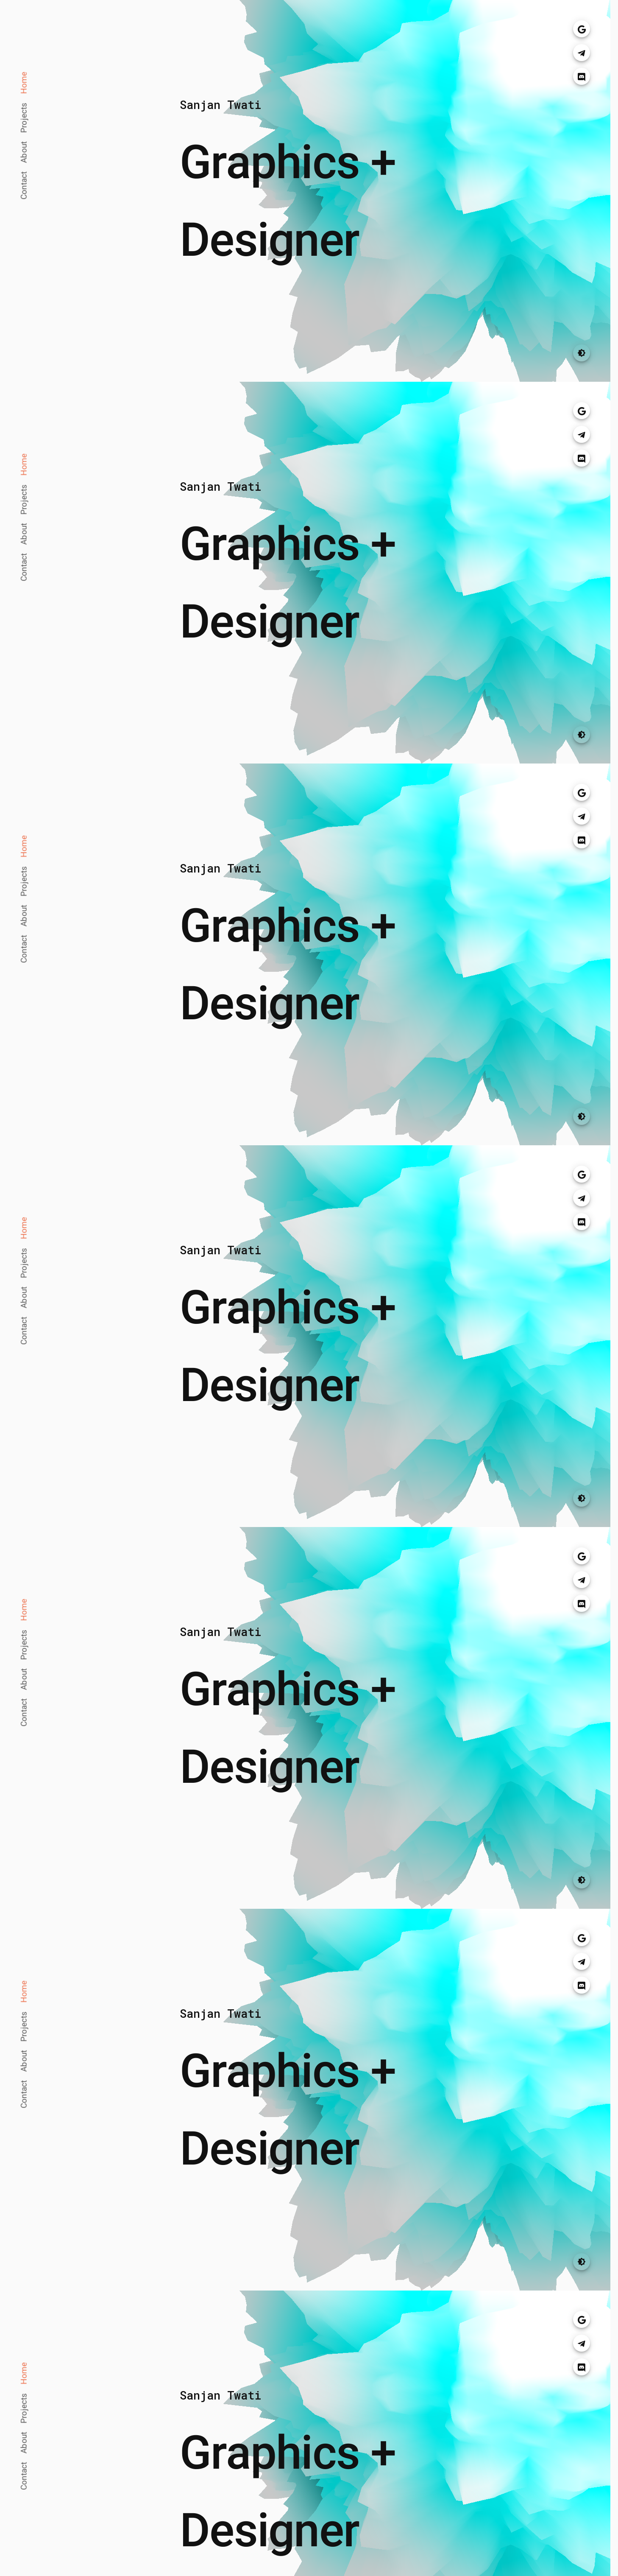 Home
Projects
About
Contact
Sanjan Twati
Graphics +
Designer
Home
Projects
About
Contact
Sanjan Twati
Graphics +
Designer
Home
Projects
About
Contact
Sanjan Twati
Graphics +
Designer
Home
Projects
About
Contact
Sanjan Twati
Graphics +
Designer
Home
Projects
About
Contact
Sanjan Twati
Graphics +
Designer
Home
Projects
About
Contact
Sanjan Twati
Graphics +
Designer
Home
Projects
About
Contact
Sanjan Twati
Graphics +
Designer